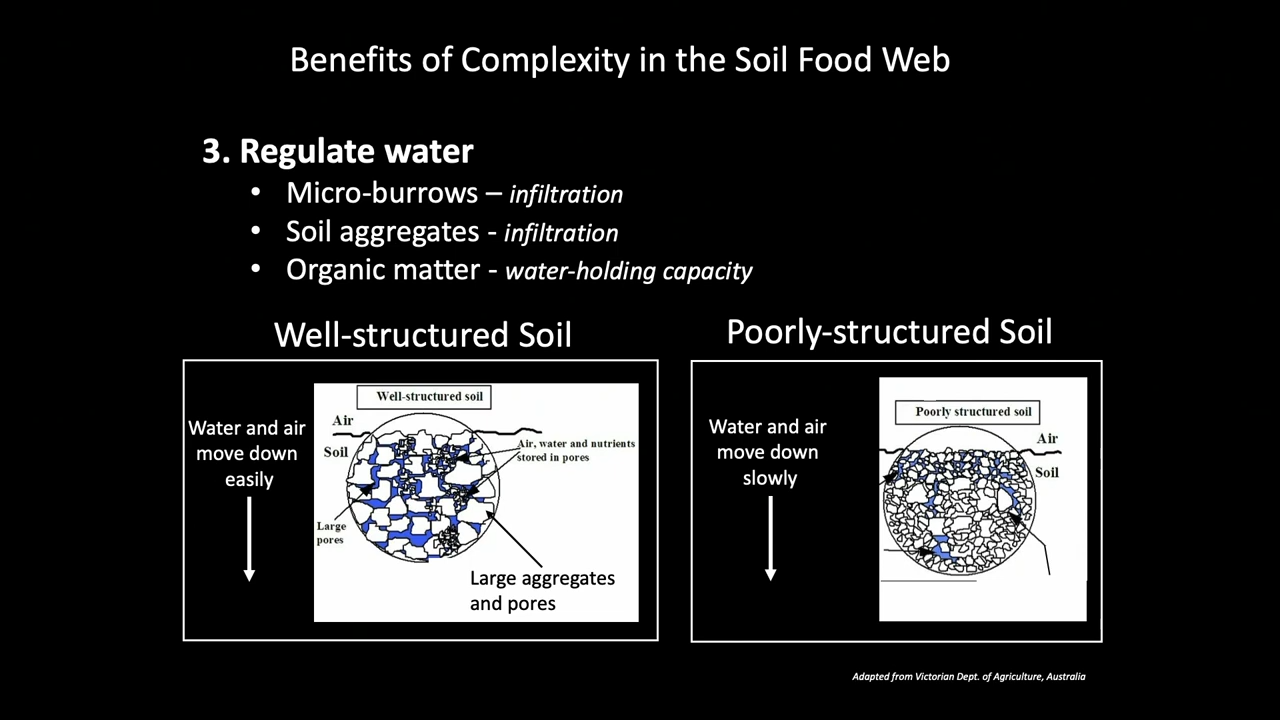 Benefits of Complexity in the Soil Food Web
3. Regulate water
• Micro-burrows – infiltration
• Soil aggregates - infiltration
• Organic matter - water-holding capacity
Well-structured Soil
Water and air
move down
easily
Well-structured soil
Air
Soil
Air, water and nutrients
stored in pores
Large
pores
Large aggregates
and pores
Poorly-structured Soil
Water and air
move down
slowly
Poorly structured soil
Air
Soil
Adapted from Victorian Dept. of Agriculture, Australia